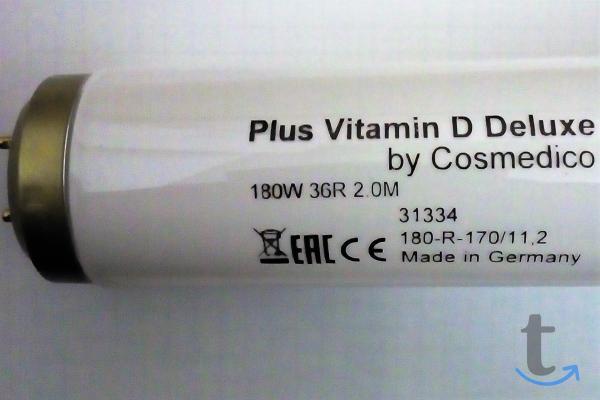 Plus Vitamin D Deluxe
by Cosmedico
180W 36R 2.0M
31334
EAC CE 180-R-170/11,2
Made in Germany
t